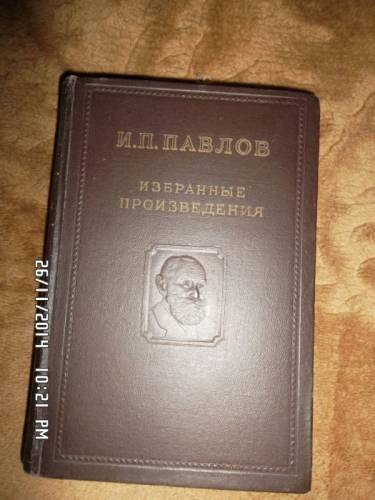 И.П. ПАВЛОВ
ИЗБРАННЫЕ
ПРОИЗВЕДЕНИЯ
26/11/2014 10:21 PM